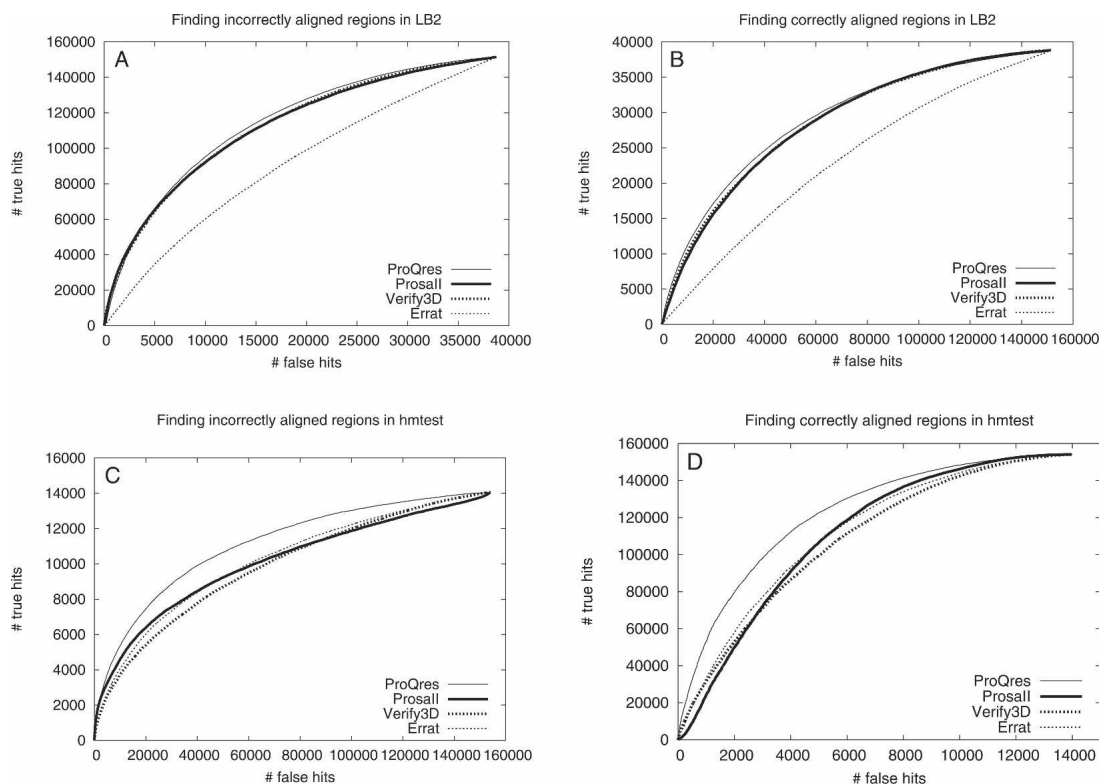 Finding incorrectly aligned regions in LB2
A
160000
140000
120000
100000
80000
60000
40000
20000
0
# true hits
ProQres
ProsaII
Verify3D
Errat
0 5000 10000 15000 20000 25000 30000 35000 40000
# false hits
Finding correctly aligned regions in LB2
B
40000
35000
30000
25000
20000
15000
10000
5000
0
# true hits
ProQres
ProsaII
Verify3D
Errat
0 20000 40000 60000 80000 100000 120000 140000 160000
# false hits
Finding incorrectly aligned regions in hmtest
C
16000
14000
12000
10000
8000
6000
4000
2000
0
# true hits
ProQres
ProsaII
Verify3D
Errat
0 20000 40000 60000 80000 100000 120000 140000 160000
# false hits
Finding correctly aligned regions in hmtest
D
160000
140000
120000
100000
80000
60000
40000
20000
0
# true hits
ProQres
ProsaII
Verify3D
Errat
0 2000 4000 6000 8000 10000 12000 14000
# false hits